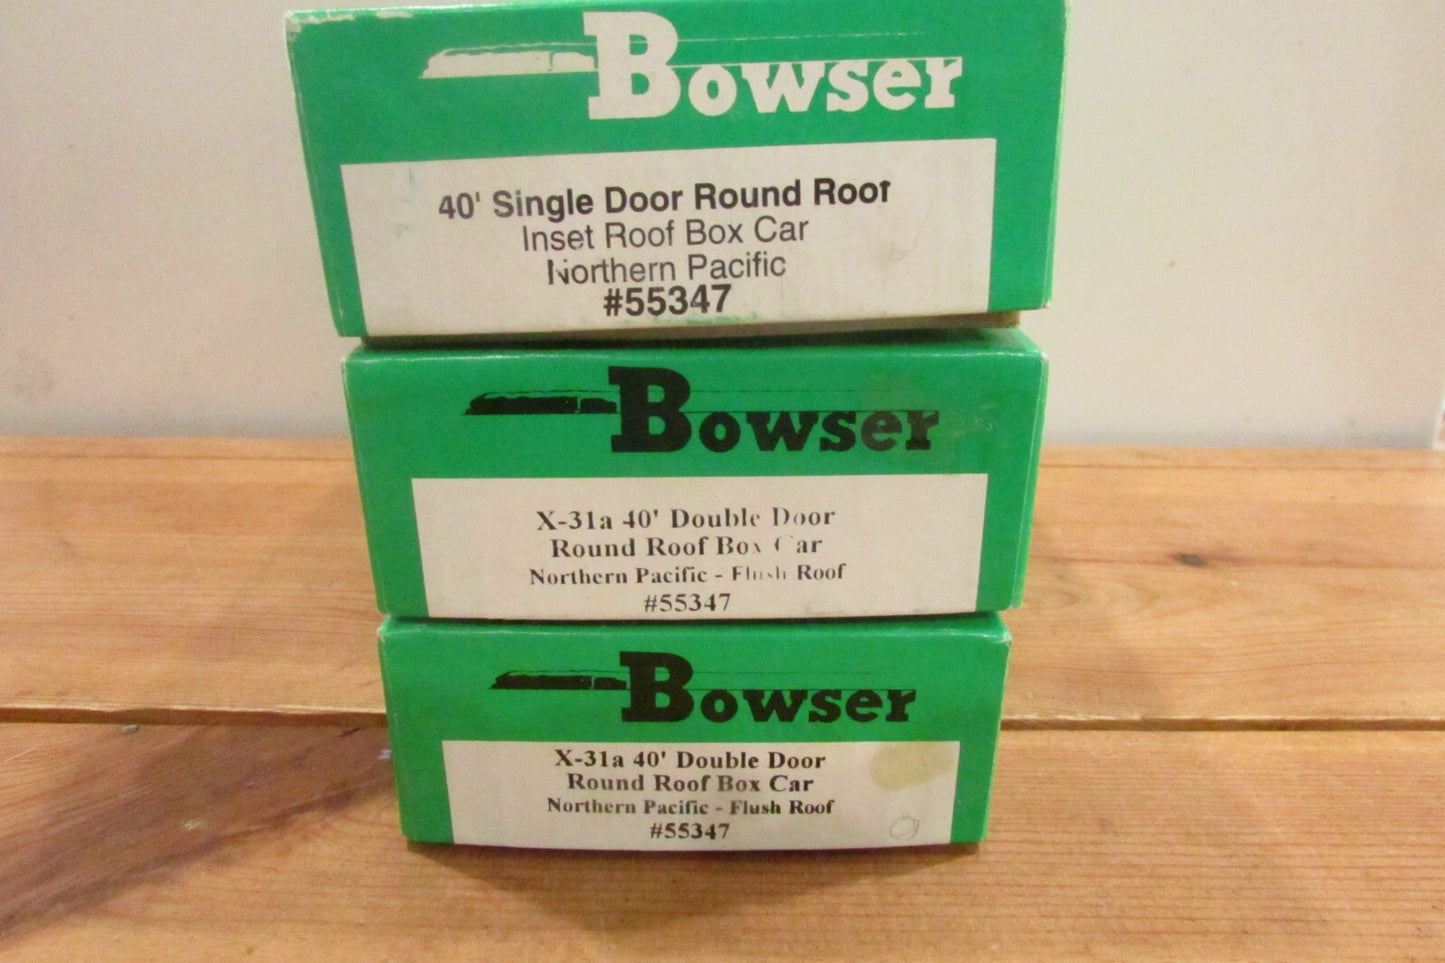 Bowser
40' Single Door Round Roof
Inset Roof Box Car
Northern Pacific
#55347
Bowser
X-31a 40' Double Door
Round Roof Box Car
Northern Pacific - Flush Roof
#55347
Bowser
X-31a 40' Double Door
Round Roof Box Car
Northern Pacific - Flush Roof
#55347